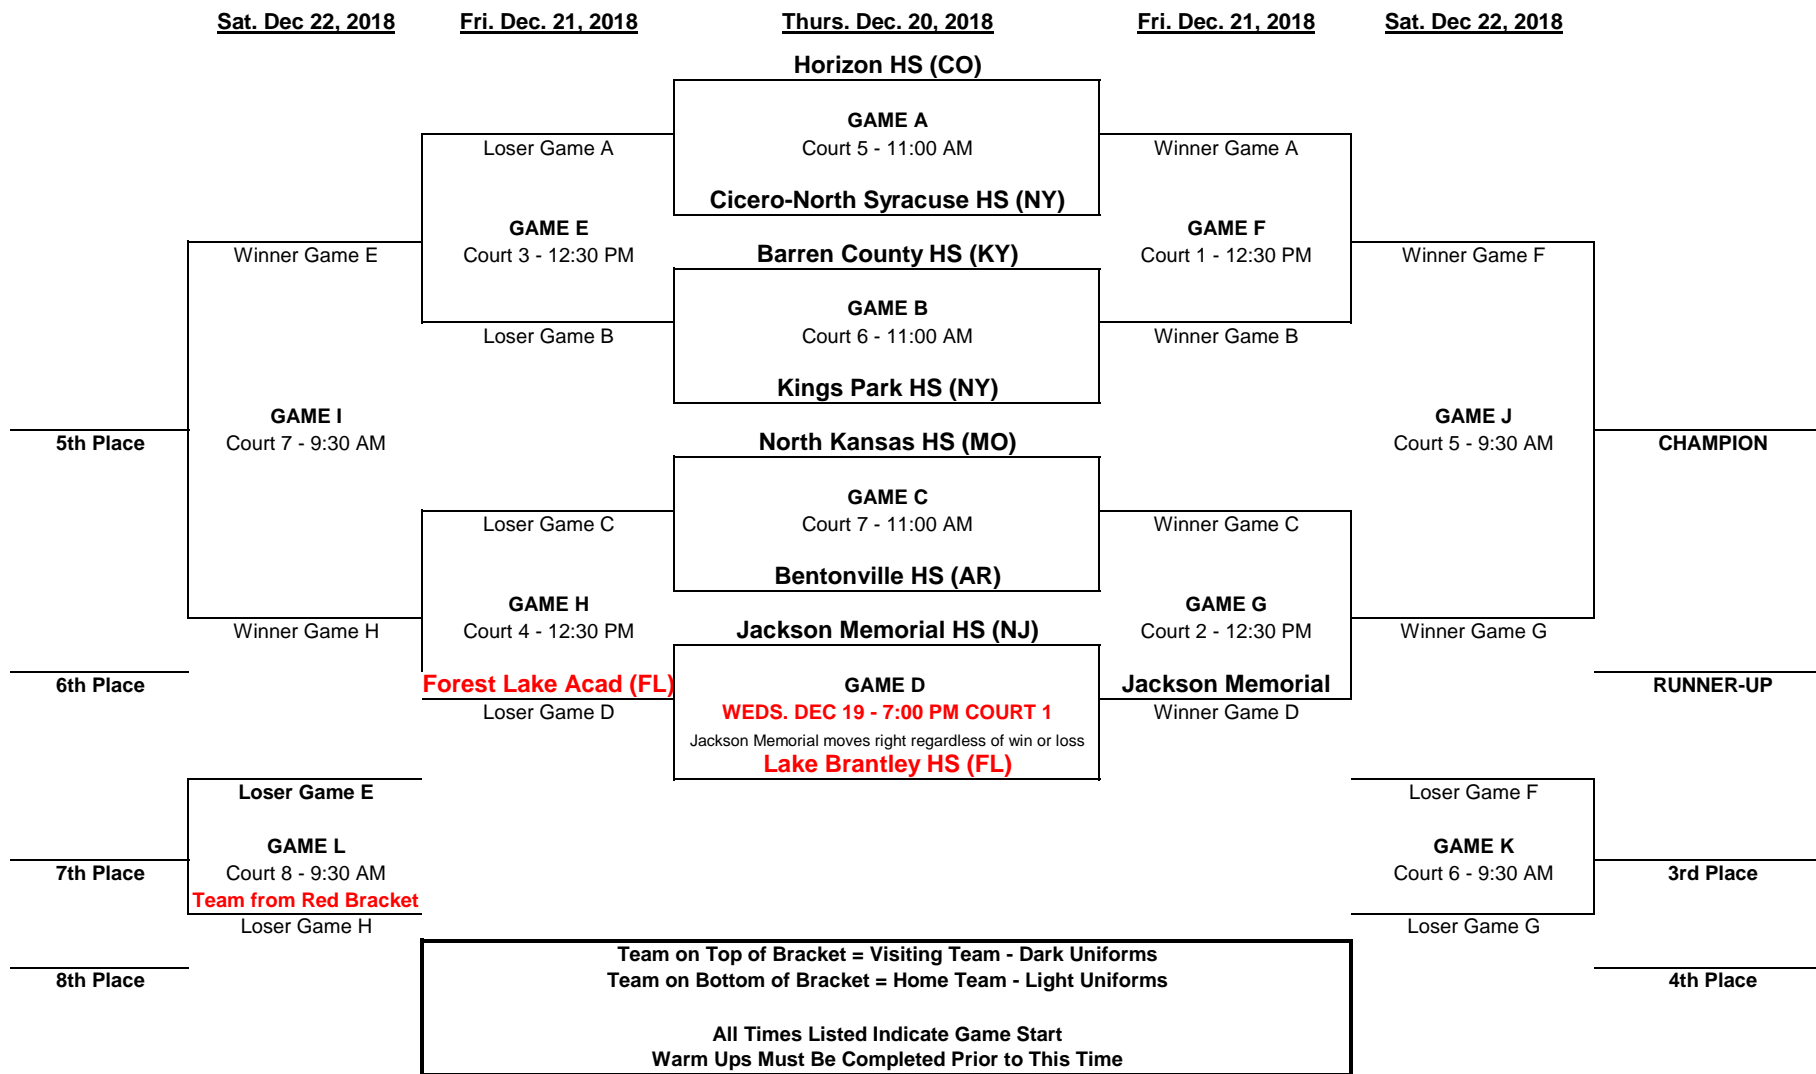 Sat. Dec 22, 2018
Fri. Dec. 21, 2018
Thurs. Dec. 20, 2018
Fri. Dec. 21, 2018
Sat. Dec 22, 2018
Horizon HS (CO)
GAME A
Loser Game A
Court 5 - 11:00 AM
Winner Game A
Cicero-North Syracuse HS (NY)
GAME E
GAME F
Winner Game E
Court 3 - 12:30 PM
Barren County HS (KY)
Court 1 - 12:30 PM
Winner Game F
GAME B
Loser Game B
Court 6 - 11:00 AM
Winner Game B
Kings Park HS (NY)
GAME I
GAME J
5th Place
Court 7 - 9:30 AM
North Kansas HS (MO)
Court 5 - 9:30 AM
CHAMPION
GAME C
Loser Game C
Court 7 - 11:00 AM
Winner Game C
Bentonville HS (AR)
GAME H
GAME G
Winner Game H
Court 4 - 12:30 PM
Jackson Memorial HS (NJ)
Court 2 - 12:30 PM
Winner Game G
6th Place
Forest Lake Acad (FL)
GAME D
Jackson Memorial
RUNNER-UP
Loser Game D
WEDS. DEC 19 - 7:00 PM COURT 1
Winner Game D
Jackson Memorial moves right regardless of win or loss
Lake Brantley HS (FL)
Loser Game E
Loser Game F
GAME L
GAME K
7th Place
Court 8 - 9:30 AM
Court 6 - 9:30 AM
3rd Place
Team from Red Bracket
Loser Game H
Loser Game G
Team on Top of Bracket = Visiting Team - Dark Uniforms
8th Place
Team on Bottom of Bracket = Home Team - Light Uniforms
4th Place
All Times Listed Indicate Game Start
Warm Ups Must Be Completed Prior to This Time